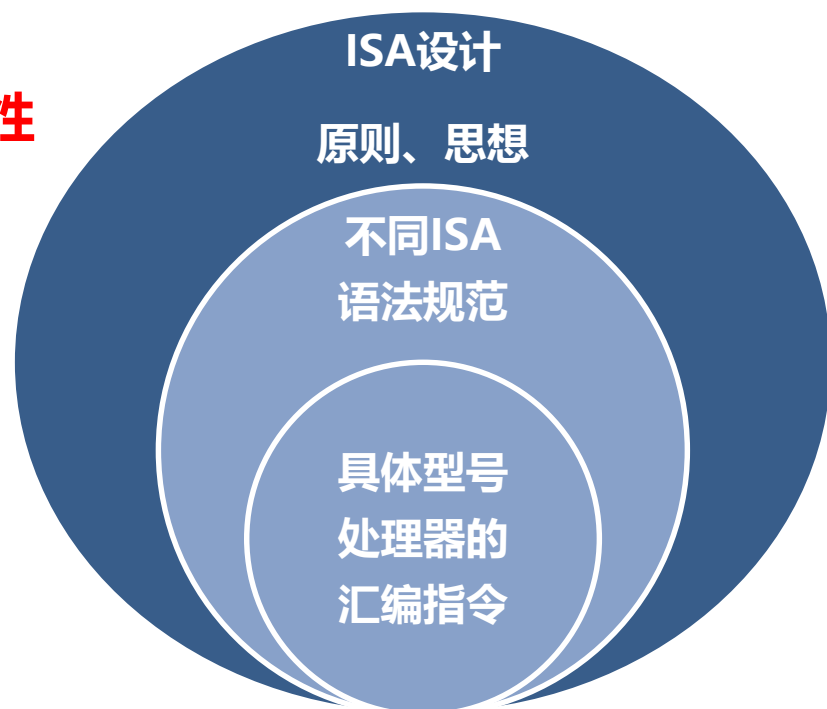 ISA设计
性
原则、思想
不同ISA
语法规范
具体型号
处理器的
汇编指令